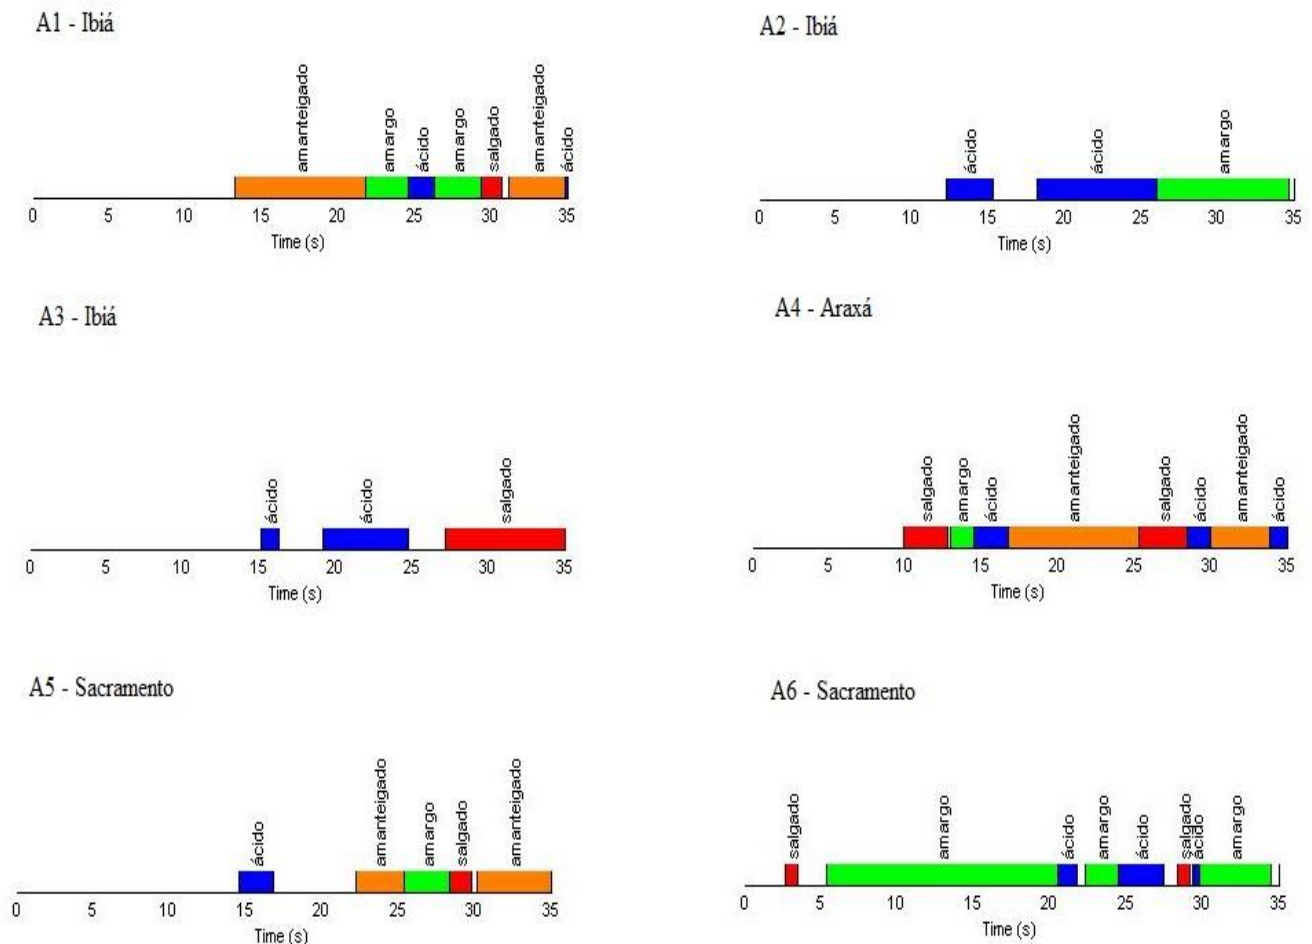 A1 - Ibiá
amanteigado
amargo
ácido
amargo
salgado
amanteigado
ácido
0 5 10 15 20 25 30 35
Time (s)
A2 - Ibiá
ácido
ácido
amargo
0 5 10 15 20 25 30 35
Time (s)
A3 - Ibiá
ácido
ácido
salgado
0 5 10 15 20 25 30 35
Time (s)
A4 - Araxá
salgado
amargo
ácido
amanteigado
salgado
ácido
amanteigado
ácido
0 5 10 15 20 25 30 35
Time (s)
A5 - Sacramento
ácido
amanteigado
amargo
salgado
amanteigado
0 5 10 15 20 25 30 35
Time (s)
A6 - Sacramento
salgado
amargo
ácido
amargo
ácido
salgado
ácido
amargo
0 5 10 15 20 25 30 35
Time (s)